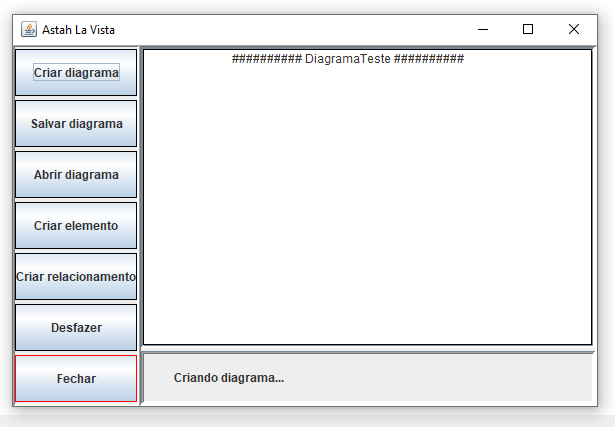 Astah La Vista
Criar diagrama
Salvar diagrama
Abrir diagrama
Criar elemento
Criar relacionamento
Desfazer
Fechar
########## DiagramaTeste ##########
Criando diagrama...